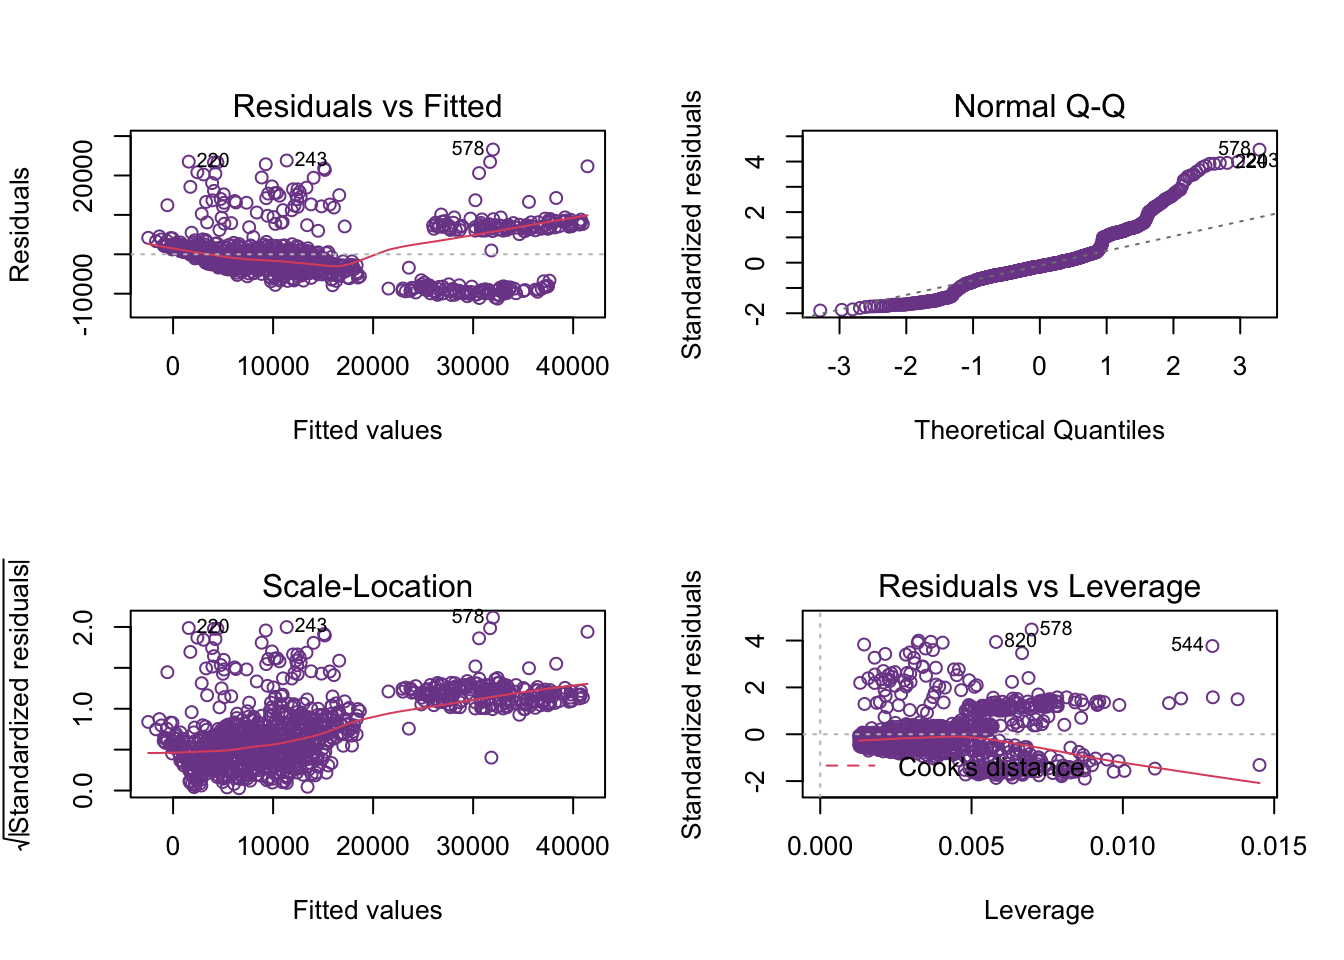 Residuals vs Fitted
Residuals
-10000 10000
220
243
578
0 10000 20000 30000 40000
Fitted values
Normal Q-Q
Standardized residuals
-2 0 2 4
578
220
243
-3 -2 -1 0 1 2 3
Theoretical Quantiles
Scale-Location
√|Standardized residuals|
0.0 1.0 2.0
220
243
578
0 10000 20000 30000 40000
Fitted values
Residuals vs Leverage
Standardized residuals
-2 0 2 4
820
578
544
Cook's distance
0.000 0.005 0.010 0.015
Leverage